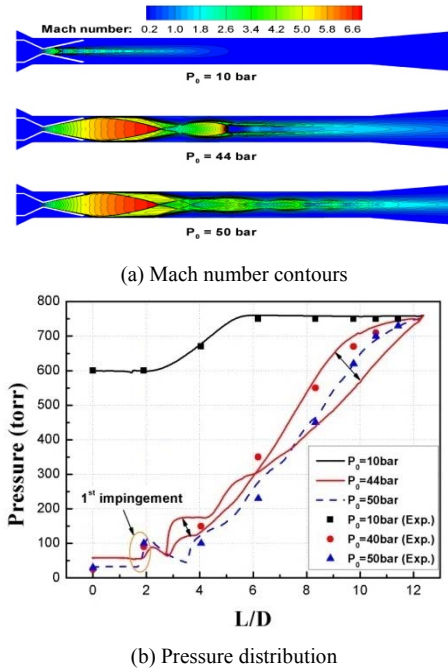 Mach number: 0.2 1.0 1.8 2.6 3.4 4.2 5.0 5.8 6.6
P0 = 10 bar
P0 = 44 bar
P0 = 50 bar
(a) Mach number contours
800
700
600
500
400
300
200
100
0
Pressure (torr)
1st impingement
P0=10bar
P0=44bar
P0=50bar
P0=10bar (Exp.)
P0=40bar (Exp.)
P0=50bar (Exp.)
0 2 4 6 8 10 12
L/D
(b) Pressure distribution